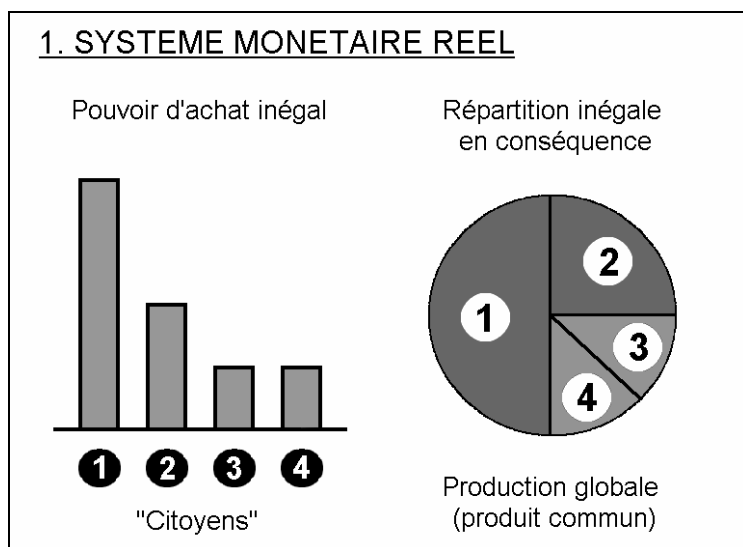 1. SYSTEME MONETAIRE REEL
Pouvoir d'achat inégal
1 2 3 4
"Citoyens"
Répartition inégale
en conséquence
1
2
3
4
Production globale
(produit commun)